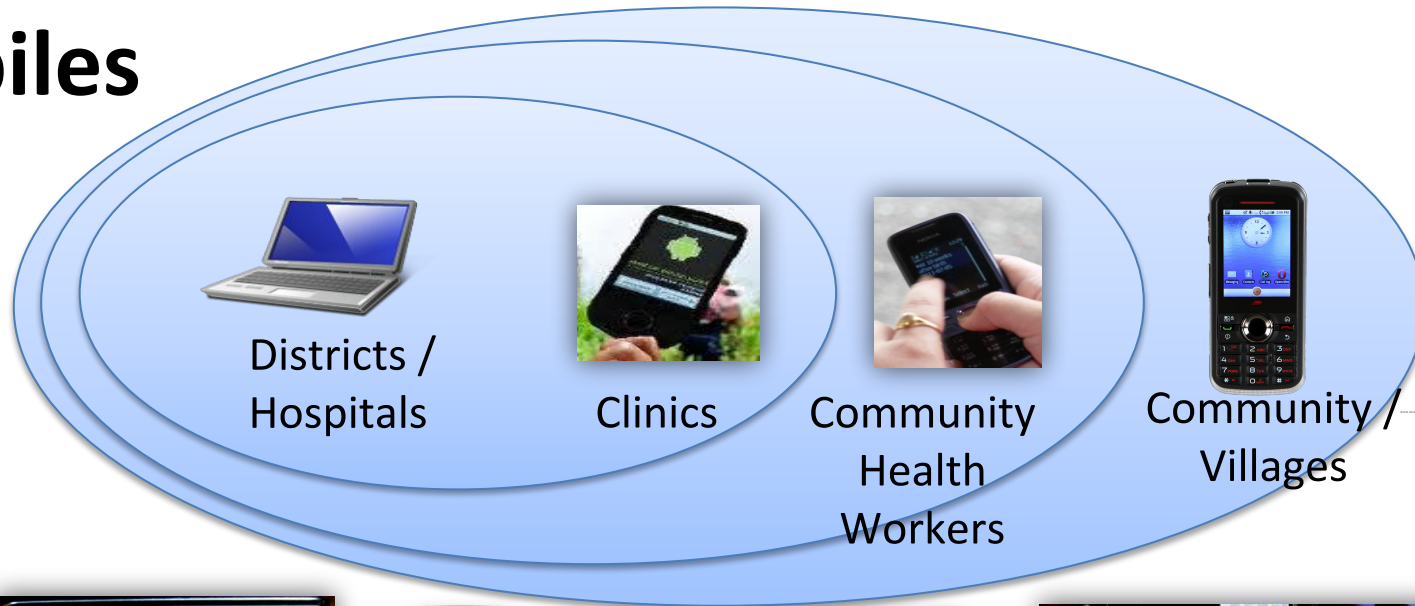 biles
Districts /
Hospitals
Clinics
Community
Health
Workers
Community /
Villages